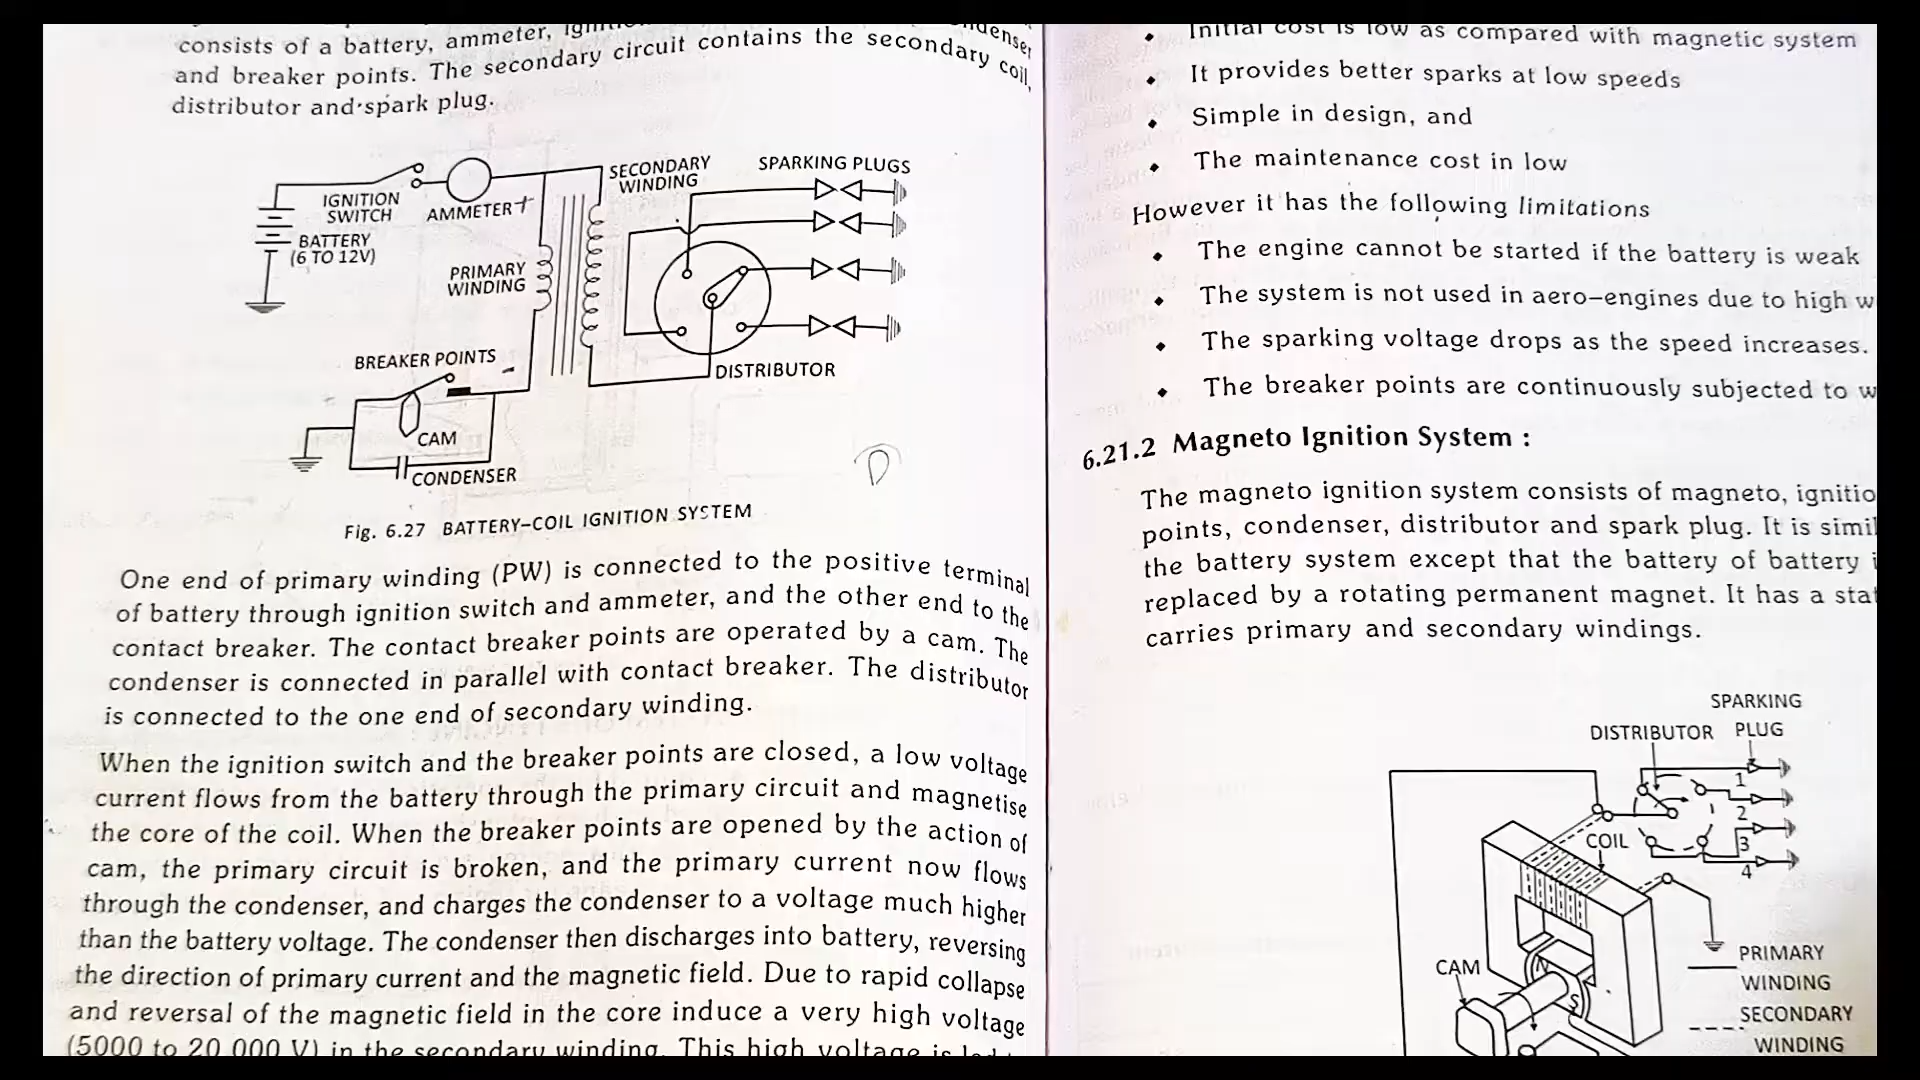 consists of a battery, ammeter,
and breaker points. The secondary circuit contains the secondary coil,
distributor and spark plug.
IGNITION
SWITCH
AMMETER
BATTERY
(6 TO 12V)
PRIMARY
WINDING
SECONDARY
WINDING
SPARKING PLUGS
BREAKER POINTS
DISTRIBUTOR
CAM
CONDENSER
Fig. 6.27 BATTERY–COIL IGNITION SYSTEM
One end of primary winding (PW) is connected to the positive terminal
of battery through ignition switch and ammeter, and the other end to the
contact breaker. The contact breaker points are operated by a cam. The
condenser is connected in parallel with contact breaker. The distributor
is connected to the one end of secondary winding.
When the ignition switch and the breaker points are closed, a low voltage
current flows from the battery through the primary circuit and magnetise
the core of the coil. When the breaker points are opened by the action of
cam, the primary circuit is broken, and the primary current now flows
through the condenser, and charges the condenser to a voltage much higher
than the battery voltage. The condenser then discharges into battery, reversing
the direction of primary current and the magnetic field. Due to rapid collapse
and reversal of the magnetic field in the core induce a very high voltage
(5000 to 20,000 V) in the secondary winding. This high voltage is
• Initial cost is low as compared with magnetic system
• It provides better sparks at low speeds
• Simple in design, and
• The maintenance cost in low
However it has the following limitations
• The engine cannot be started if the battery is weak
• The system is not used in aero–engines due to high w
• The sparking voltage drops as the speed increases.
• The breaker points are continuously subjected to w
6.21.2 Magneto Ignition System :
The magneto ignition system consists of magneto, ignitio
points, condenser, distributor and spark plug. It is simil
the battery system except that the battery of battery i
replaced by a rotating permanent magnet. It has a sta
carries primary and secondary windings.
SPARKING
DISTRIBUTOR PLUG
1
2
3
4
COIL
CAM
N
S
PRIMARY
WINDING
SECONDARY
WINDING